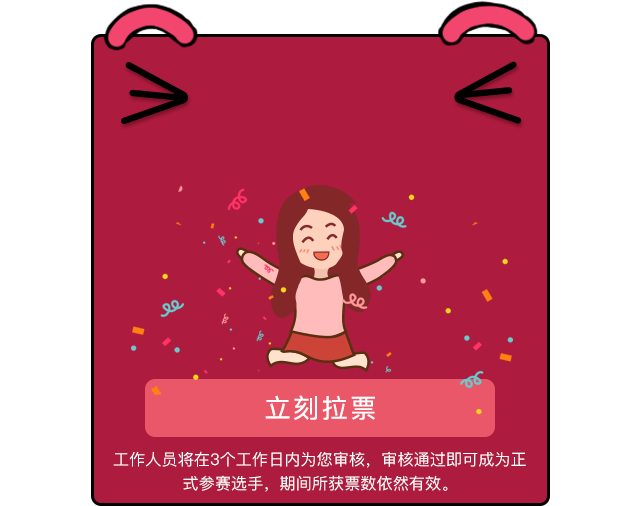 立刻拉票
工作人员将在3个工作日内为您审核，审核通过即可成为正
式参赛选手，期间所获票数依然有效。